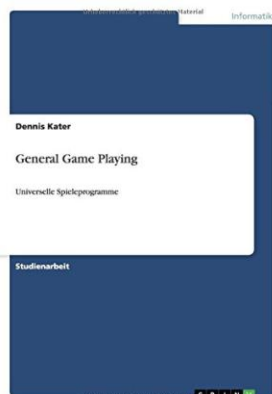 Informatik
Dennis Kater
General Game Playing
Universelle Spieleprogramme
Studienarbeit